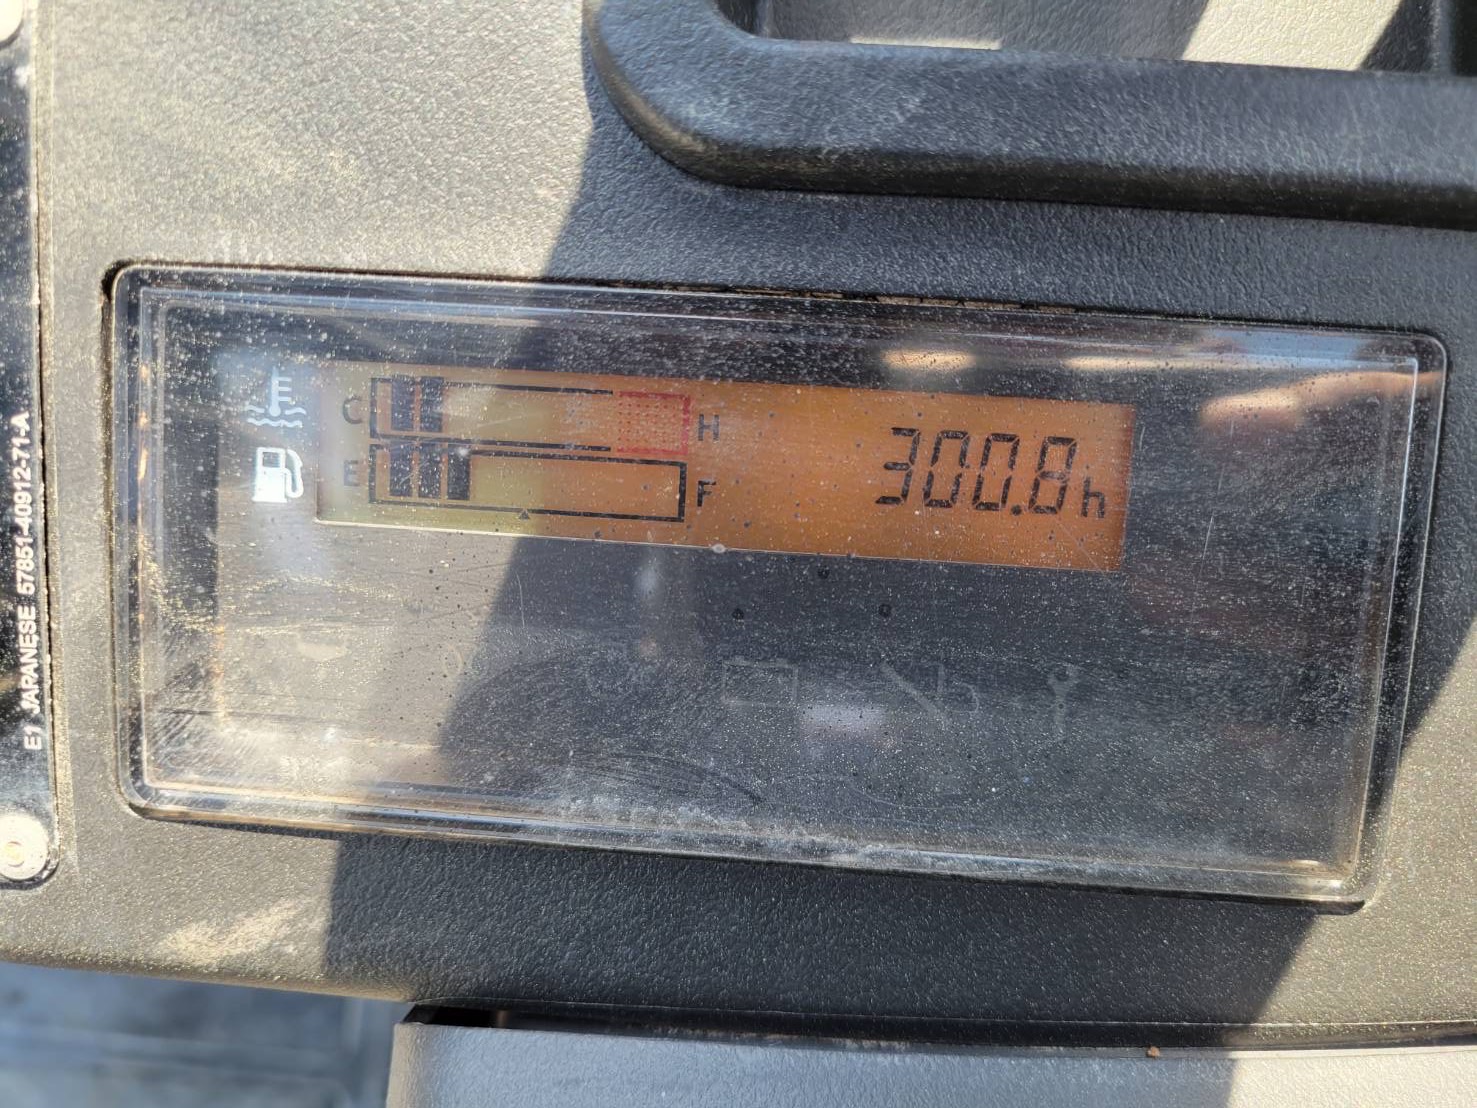 C H
E F
300.8h
E1 JAPANESE 57851-40912-71-A